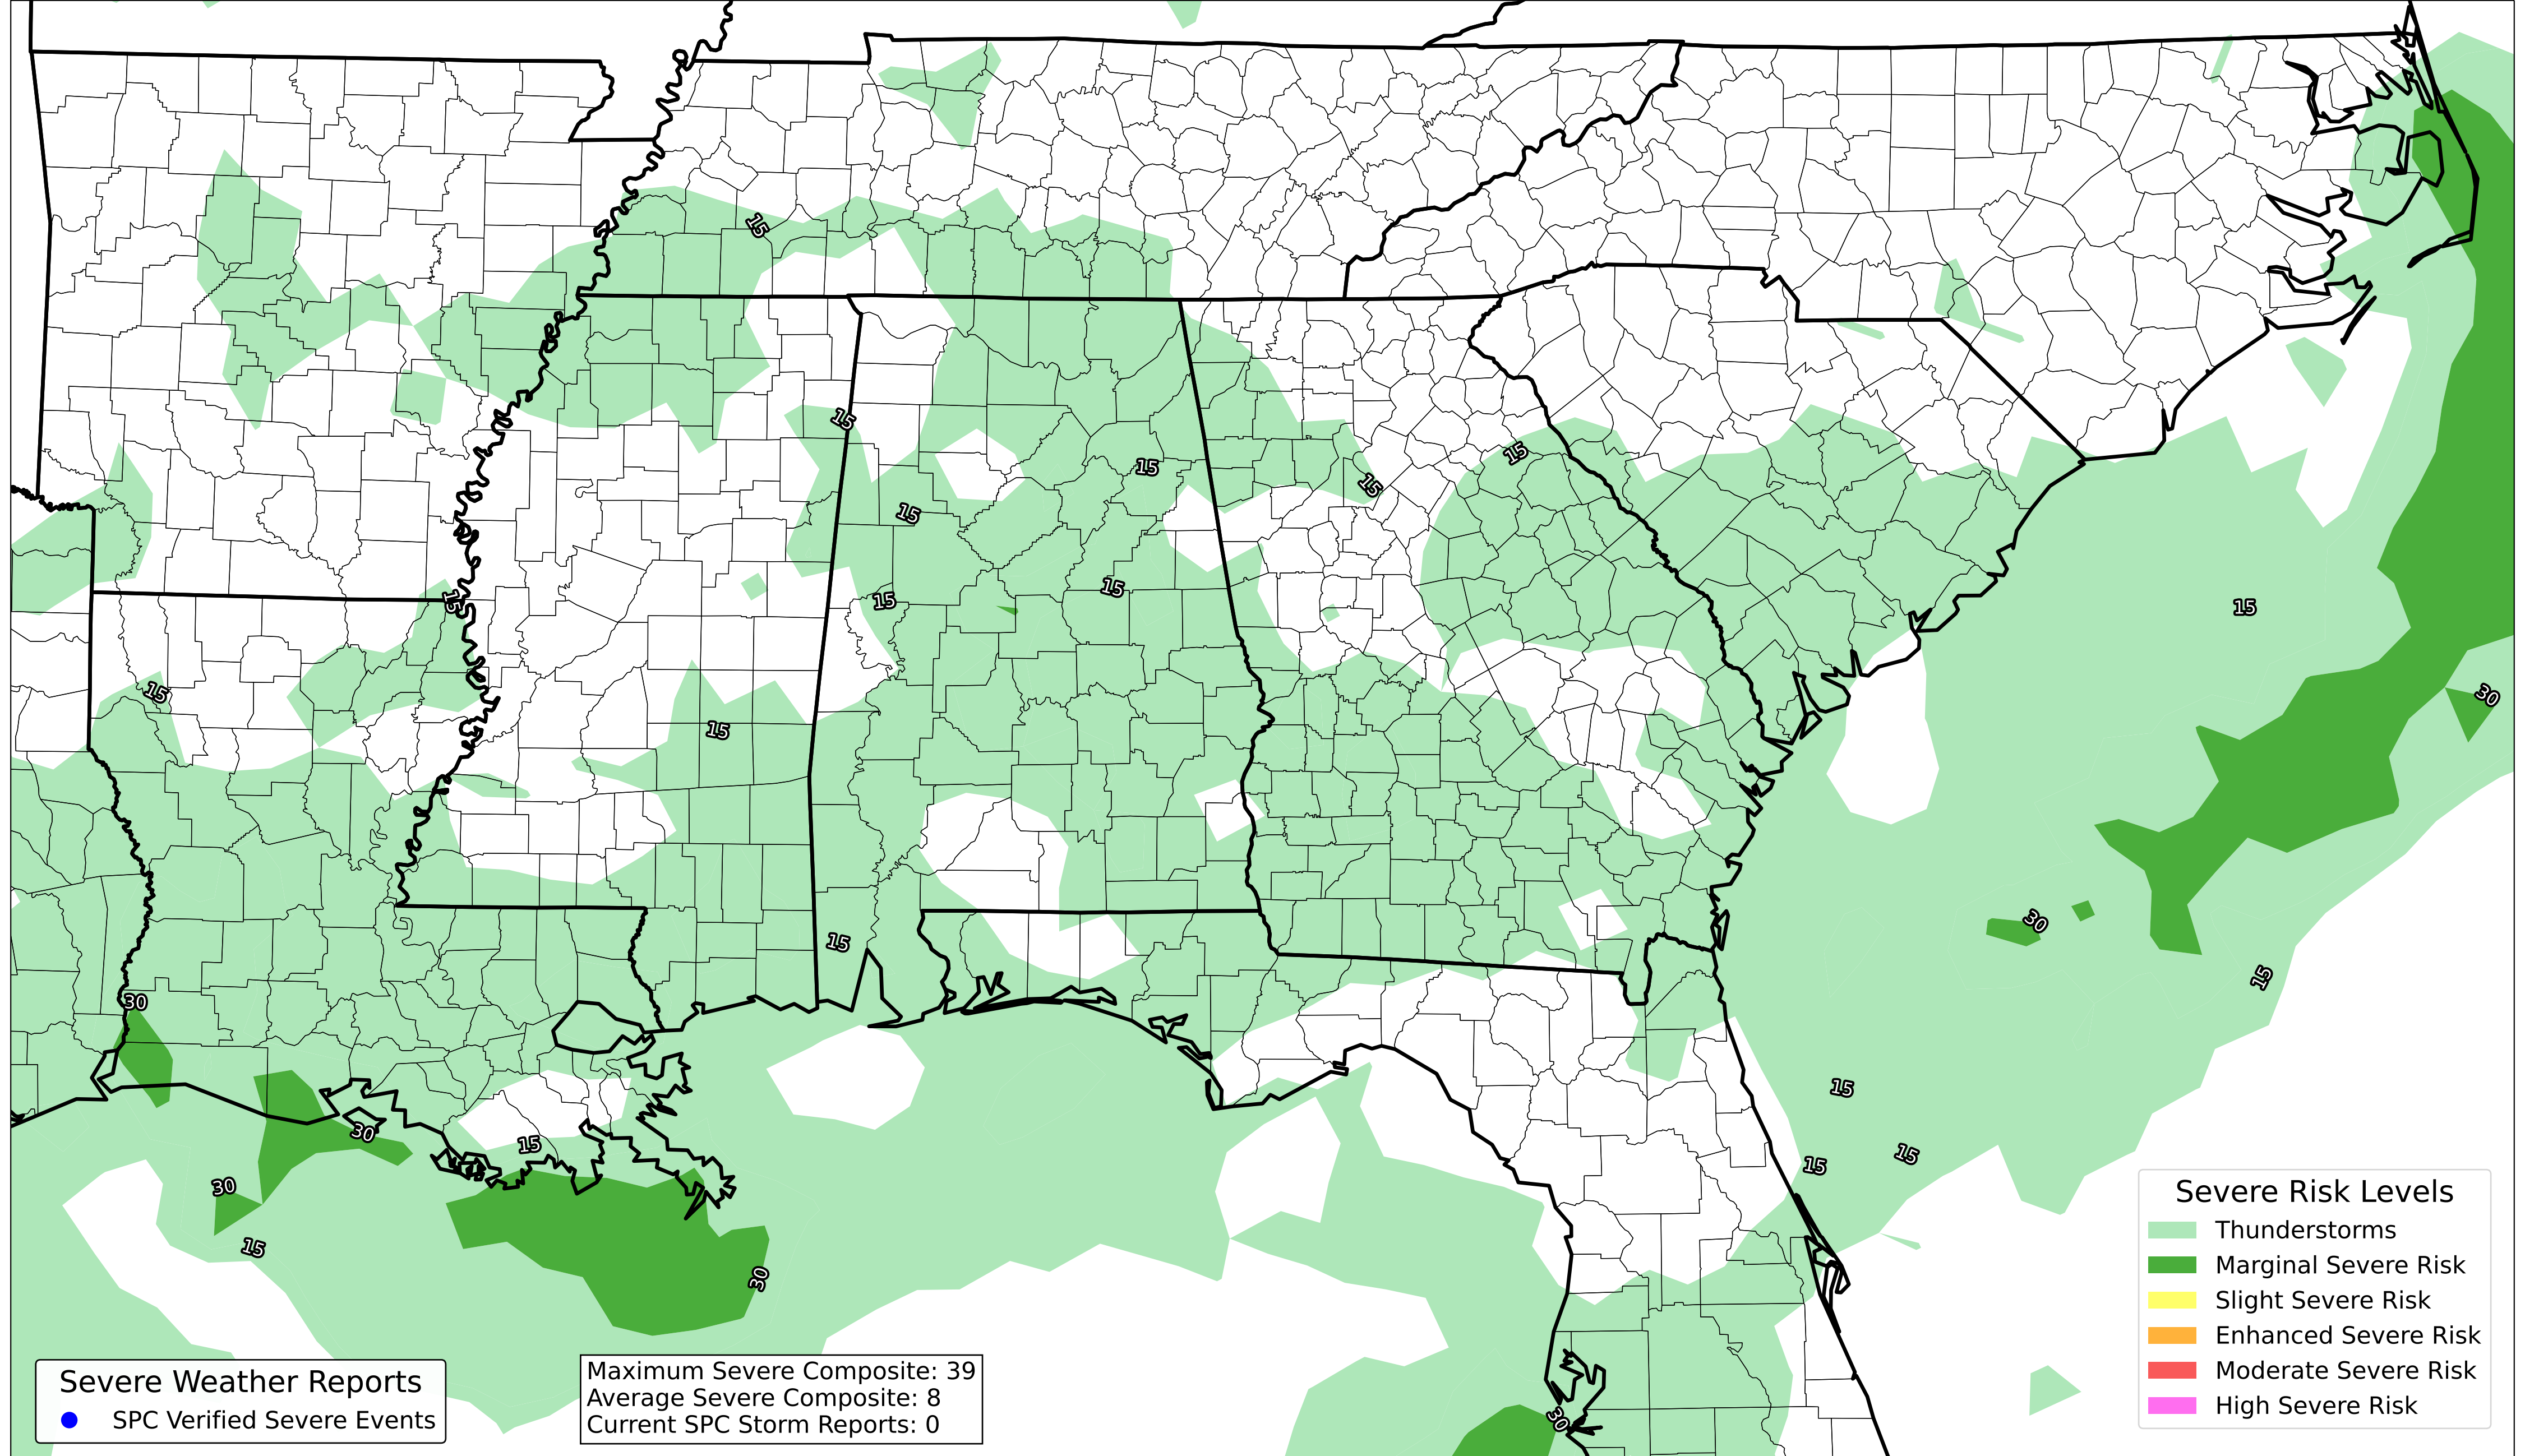 15
15
15
15
15
15
15
15
15
15
15
15
15
30
15
30
15
30
15
30
30
15
30
15
15
15
30
Severe Risk Levels
Thunderstorms
Marginal Severe Risk
Slight Severe Risk
Enhanced Severe Risk
Moderate Severe Risk
High Severe Risk
Severe Weather Reports
SPC Verified Severe Events
Maximum Severe Composite: 39
Average Severe Composite: 8
Current SPC Storm Reports: 0